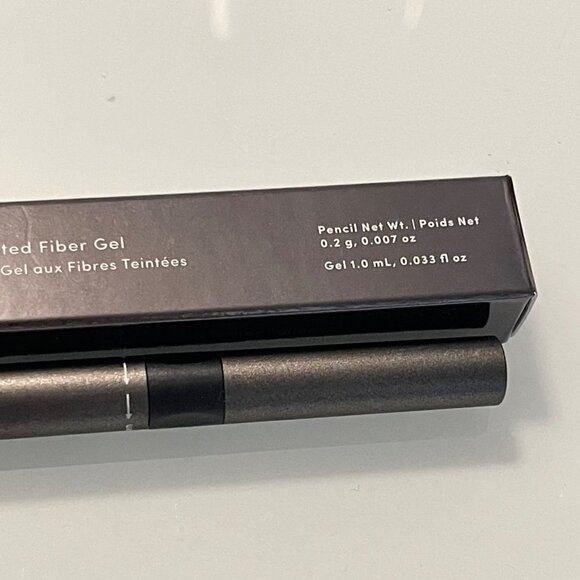 ted Fiber Gel
Gel aux Fibres Teintées
Pencil Net Wt. | Poids Net
0.2 g, 0.007 oz
Gel 1.0 mL, 0.033 fl oz